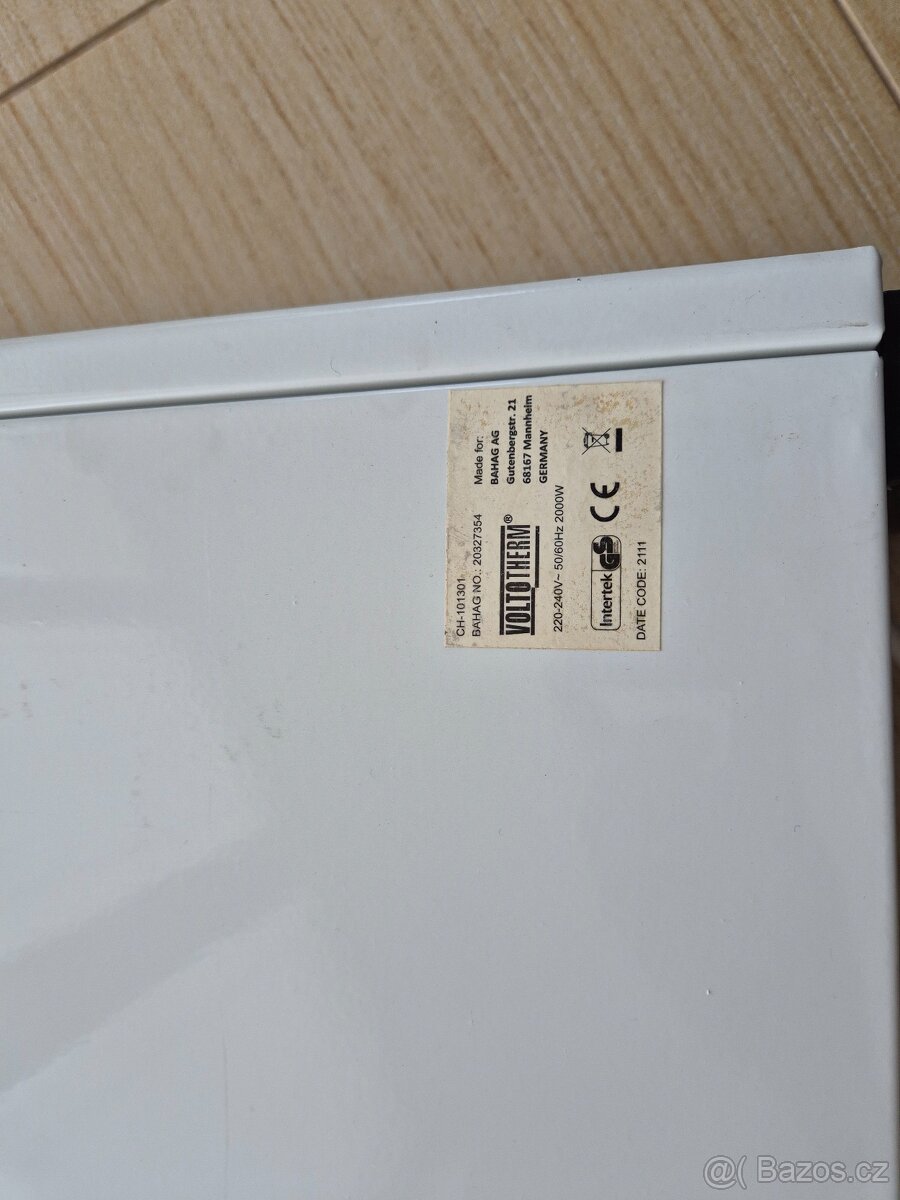 CH-101301
BAHAG NO.: 20327354
VOLTOTHERM®
220-240V~ 50/60Hz 2000W
Intertek GS CE
DATE CODE: 2111
Made for:
BAHAG AG
Gutenbergstr. 21
68167 Mannheim
GERMANY
@( Bazos.cz